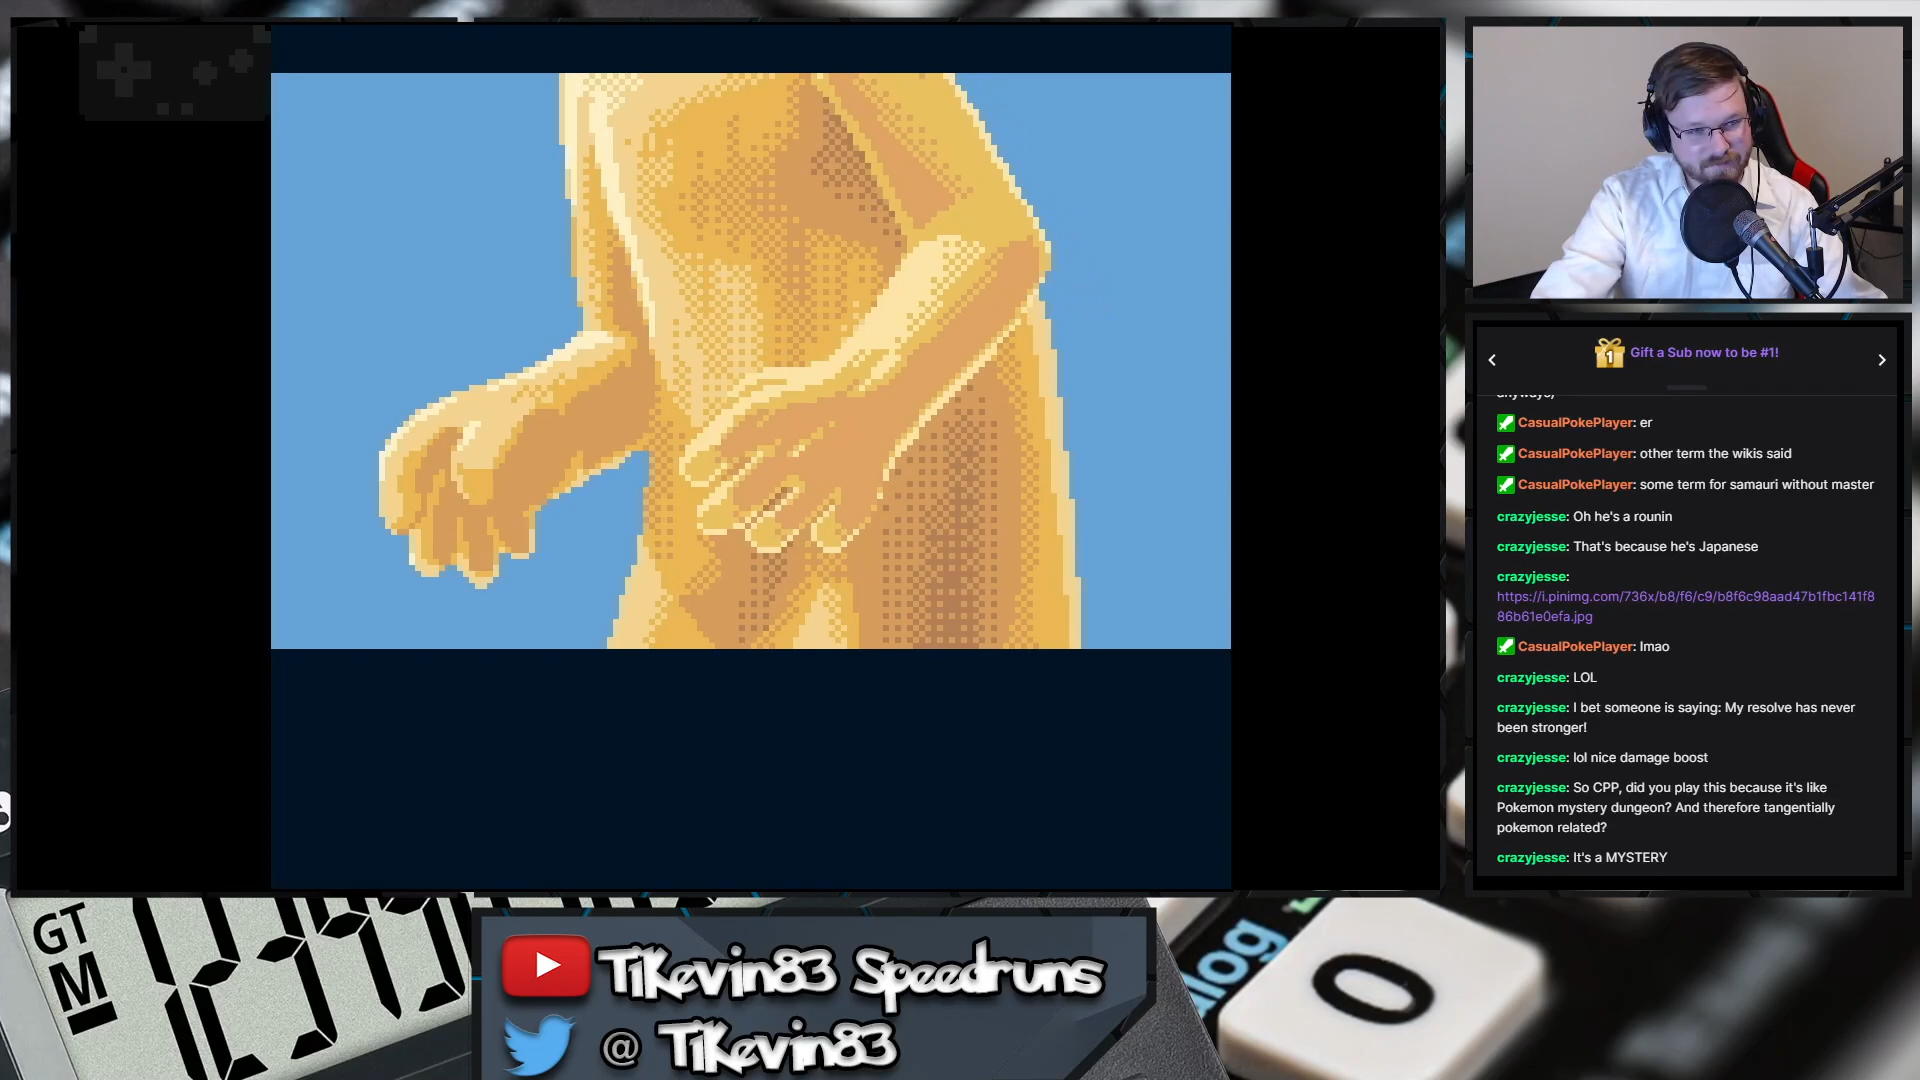 1 Gift a Sub now to be #1!
CasualPokePlayer: er
CasualPokePlayer: other term the wikis said
CasualPokePlayer: some term for samauri without master
crazyjesse: Oh he's a rounin
crazyjesse: That's because he's Japanese
crazyjesse:
https://i.pinimg.com/736x/b8/f6/c9/b8f6c98aad47b1fbc141f8
86b61e0efa.jpg
CasualPokePlayer: lmao
crazyjesse: LOL
crazyjesse: I bet someone is saying: My resolve has never
been stronger!
crazyjesse: lol nice damage boost
crazyjesse: So CPP, did you play this because it's like
Pokemon mystery dungeon? And therefore tangentially
pokemon related?
crazyjesse: It's a MYSTERY
GT
M
TiKevin83 Speedruns
@ TiKevin83
0